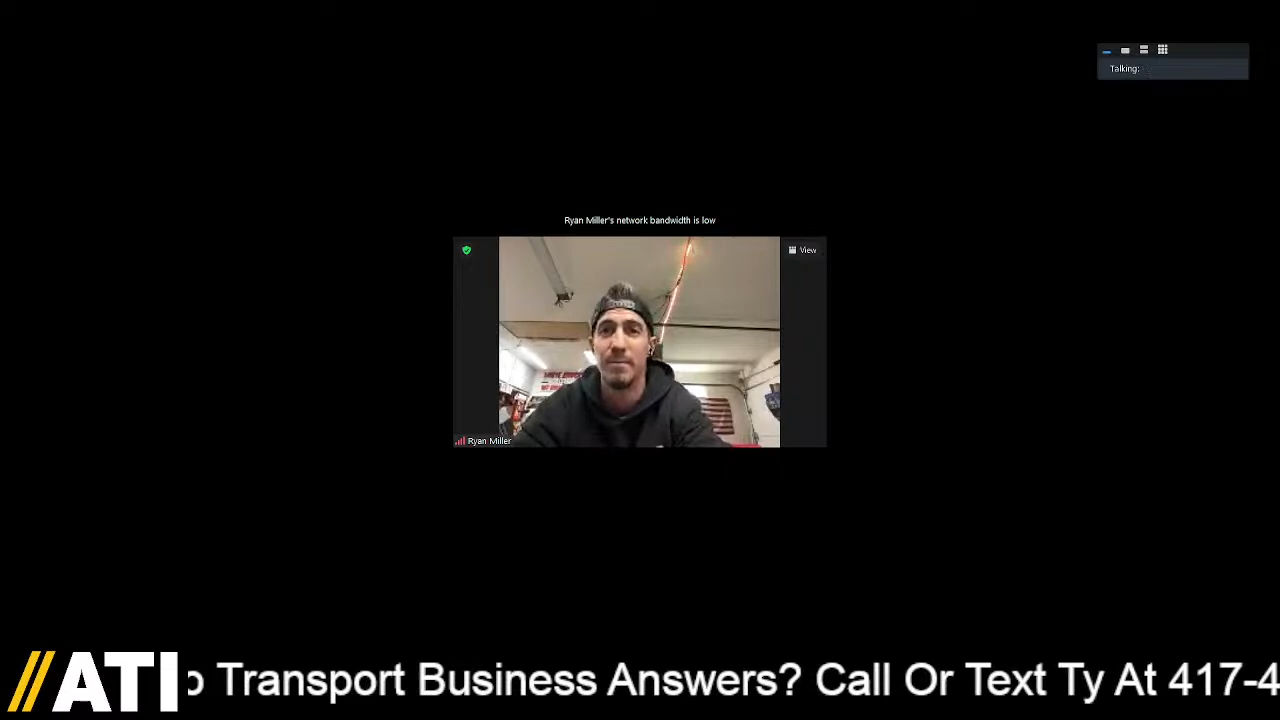 Talking:
Ryan Miller's network bandwidth is low
View
Ryan Miller
//ATI
o Transport Business Answers? Call Or Text Ty At 417-4